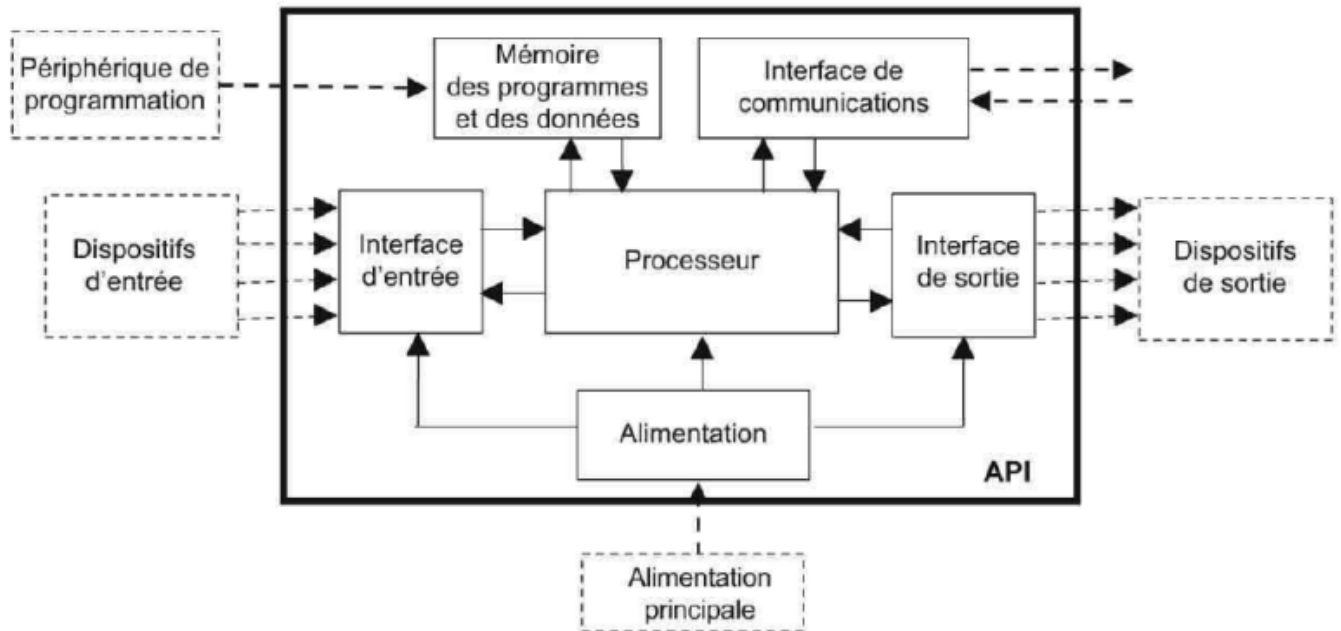 Périphérique de
programmation
Mémoire
des programmes
et des données
Interface de
communications
Dispositifs
d'entrée
Interface
d'entrée
Processeur
Interface
de sortie
Dispositifs
de sortie
Alimentation
API
Alimentation
principale